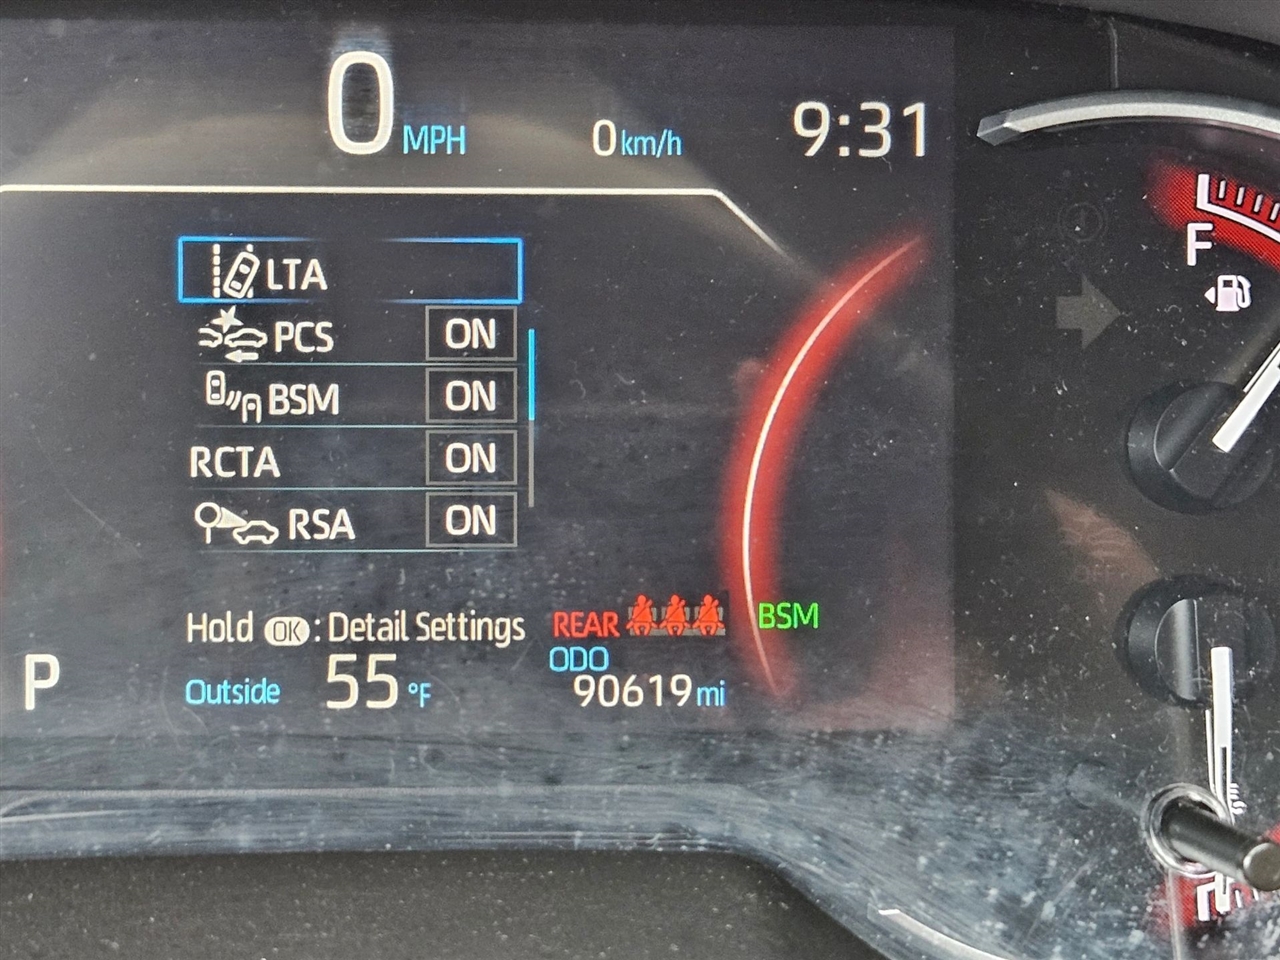 0 MPH 0 km/h 9:31
LTA
PCS ON
BSM ON
RCTA ON
RSA ON
Hold OK : Detail Settings
REAR
BSM
ODO
P
Outside 55 °F
90619 mi
F